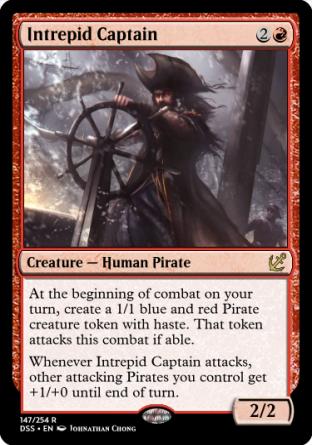 Intrepid Captain 2
Creature — Human Pirate
At the beginning of combat on your
turn, create a 1/1 blue and red Pirate
creature token with haste. That token
attacks this combat if able.
Whenever Intrepid Captain attacks,
other attacking Pirates you control get
+1/+0 until end of turn.
2/2
147/254 R
DSS • EN Johnathan Chong